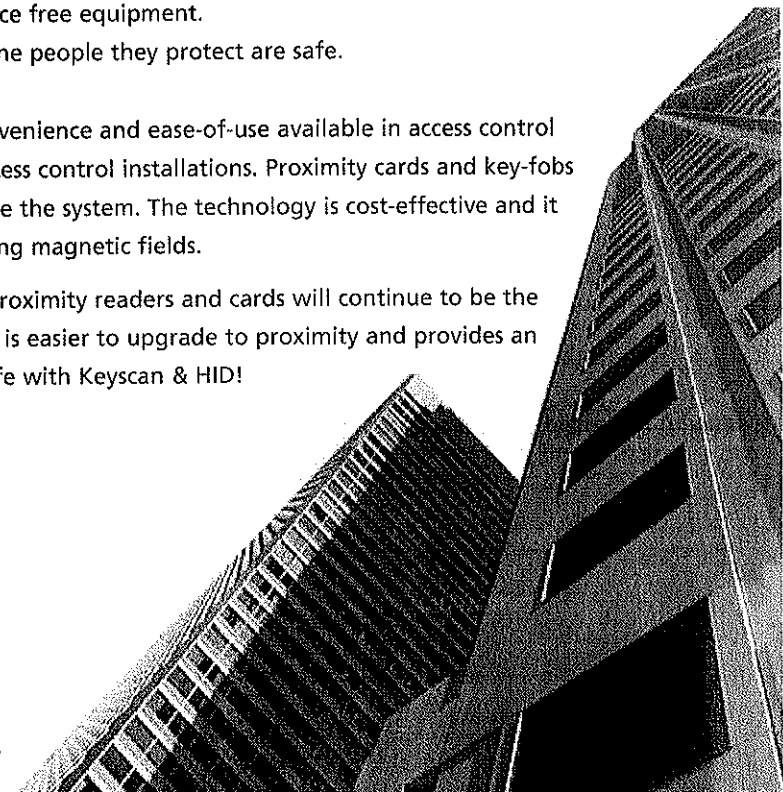 ce free equipment.
ne people they protect are safe.
venience and ease-of-use available in access control
ess control installations. Proximity cards and key-fobs
e the system. The technology is cost-effective and it
ng magnetic fields.
roximity readers and cards will continue to be the
is easier to upgrade to proximity and provides an
fe with Keyscan & HID!